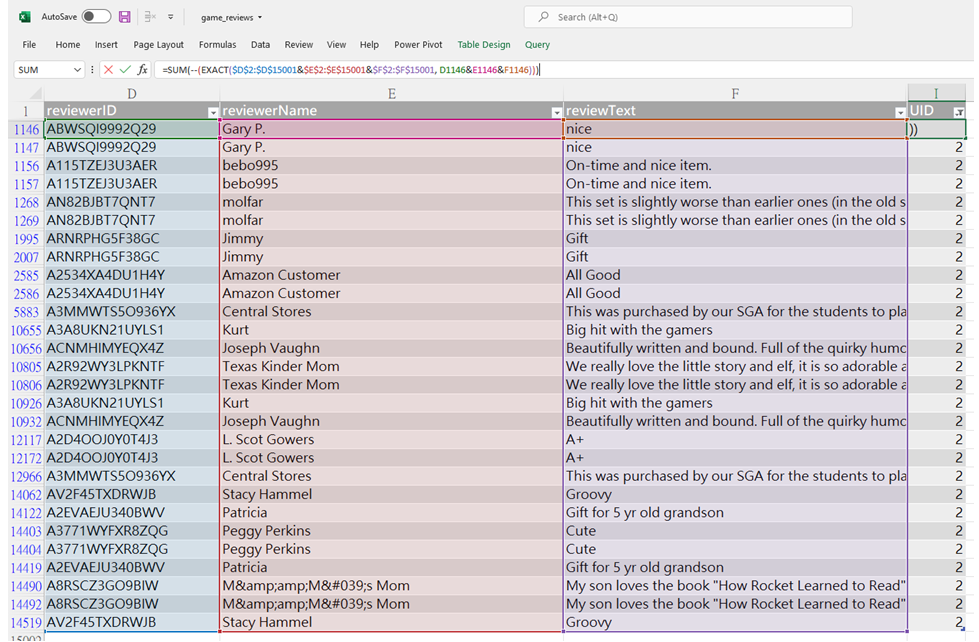 AutoSave Off game_reviews Search (Alt+Q)
File Home Insert Page Layout Formulas Data Review View Help Power Pivot Table Design Query
SUM fx =SUM(--(EXACT($D$2:$D$15001&$E$2:$E$15001&$F$2:$F$15001, D1146&E1146&F1146)))
D E F I
1 reviewerID reviewerName reviewText UID
1146 ABWSQI9992Q29 Gary P. nice ))
1147 ABWSQI9992Q29 Gary P. nice 2
1156 A115TZEJ3U3AER bebo995 On-time and nice item. 2
1157 A115TZEJ3U3AER bebo995 On-time and nice item. 2
1268 AN82BJBT7QNT7 molfar This set is slightly worse than earlier ones (in the old s 2
1269 AN82BJBT7QNT7 molfar This set is slightly worse than earlier ones (in the old s 2
1995 ARNRPHG5F38GC Jimmy Gift 2
2007 ARNRPHG5F38GC Jimmy Gift 2
2585 A2534XA4DU1H4Y Amazon Customer All Good 2
2586 A2534XA4DU1H4Y Amazon Customer All Good 2
5883 A3MMWTS5O936YX Central Stores This was purchased by our SGA for the students to pla 2
10655 A3A8UKN21UYLS1 Kurt Big hit with the gamers 2
10656 ACNMHIMYEQX4Z Joseph Vaughn Beautifully written and bound. Full of the quirky humo 2
10805 A2R92WY3LPKNTF Texas Kinder Mom We really love the little story and elf, it is so adorable a 2
10806 A2R92WY3LPKNTF Texas Kinder Mom We really love the little story and elf, it is so adorable a 2
10926 A3A8UKN21UYLS1 Kurt Big hit with the gamers 2
10932 ACNMHIMYEQX4Z Joseph Vaughn Beautifully written and bound. Full of the quirky humo 2
12117 A2D4OOJ0Y0T4J3 L. Scot Gowers A+ 2
12172 A2D4OOJ0Y0T4J3 L. Scot Gowers A+ 2
12966 A3MMWTS5O936YX Central Stores This was purchased by our SGA for the students to pla 2
14062 AV2F45TXDRWJB Stacy Hammel Groovy 2
14122 A2EVAEJU340BWV Patricia Gift for 5 yr old grandson 2
14403 A3771WYFXR8ZQG Peggy Perkins Cute 2
14404 A3771WYFXR8ZQG Peggy Perkins Cute 2
14419 A2EVAEJU340BWV Patricia Gift for 5 yr old grandson 2
14490 A8RSCZ3GO9BIW M&amp;amp;M&#039;s Mom My son loves the book "How Rocket Learned to Read" 2
14492 A8RSCZ3GO9BIW M&amp;amp;M&#039;s Mom My son loves the book "How Rocket Learned to Read" 2
14519 AV2F45TXDRWJB Stacy Hammel Groovy 2
15002